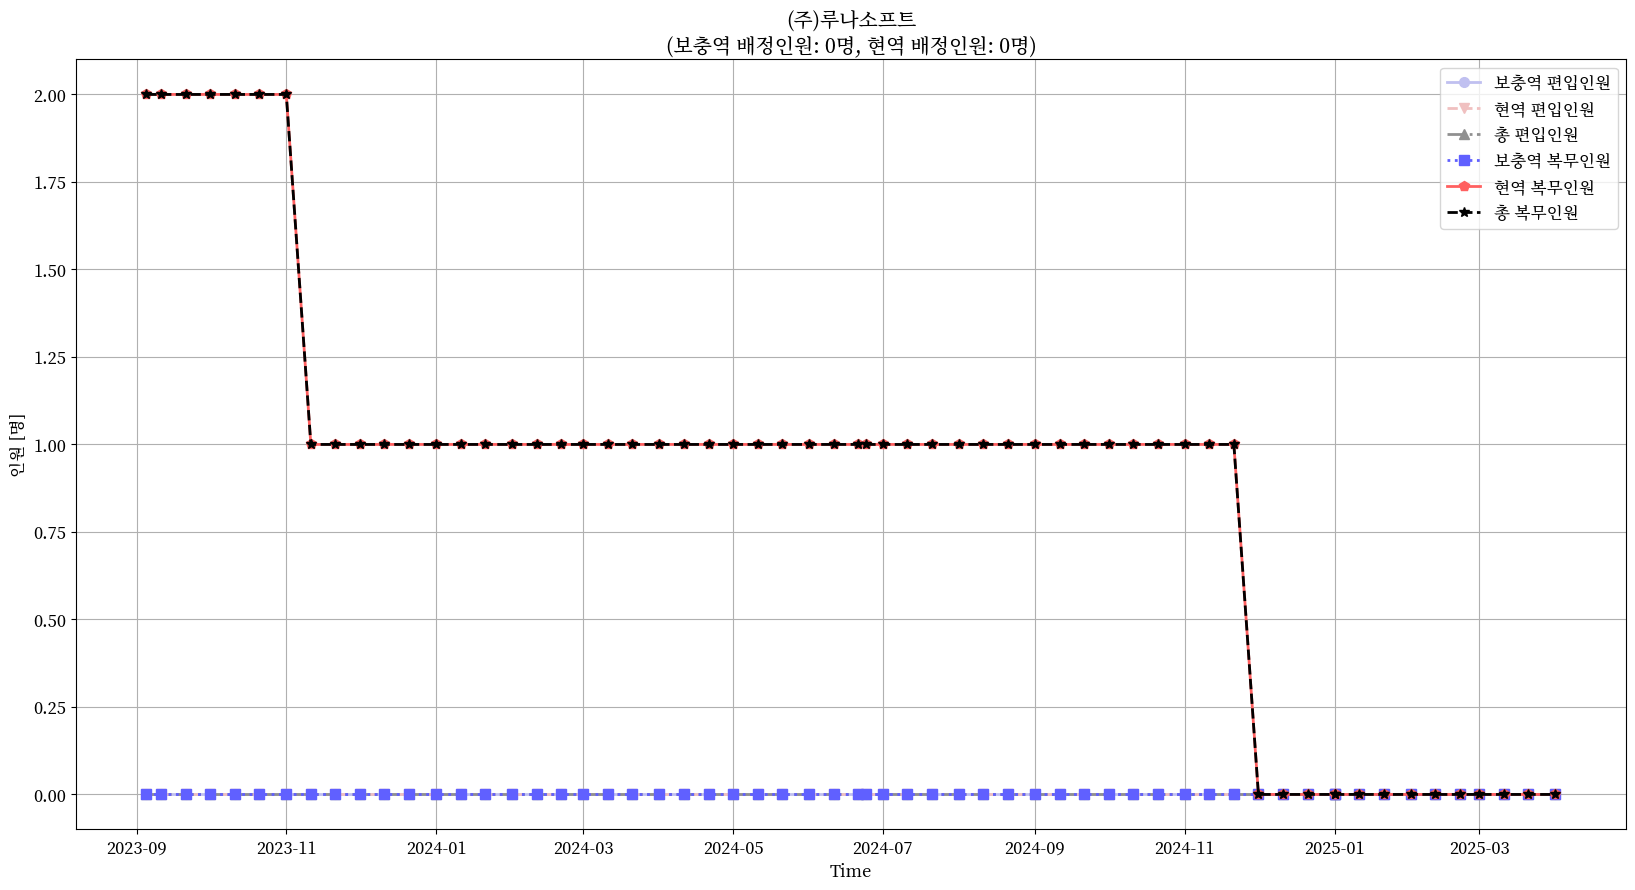 (주)루나소프트
(보충역 배정인원: 0명, 현역 배정인원: 0명)
보충역 편입인원
현역 편입인원
총 편입인원
보충역 복무인원
현역 복무인원
총 복무인원
인원 [명]
2.00
1.75
1.50
1.25
1.00
0.75
0.50
0.25
0.00
2023-09 2023-11 2024-01 2024-03 2024-05 2024-07 2024-09 2024-11 2025-01 2025-03
Time